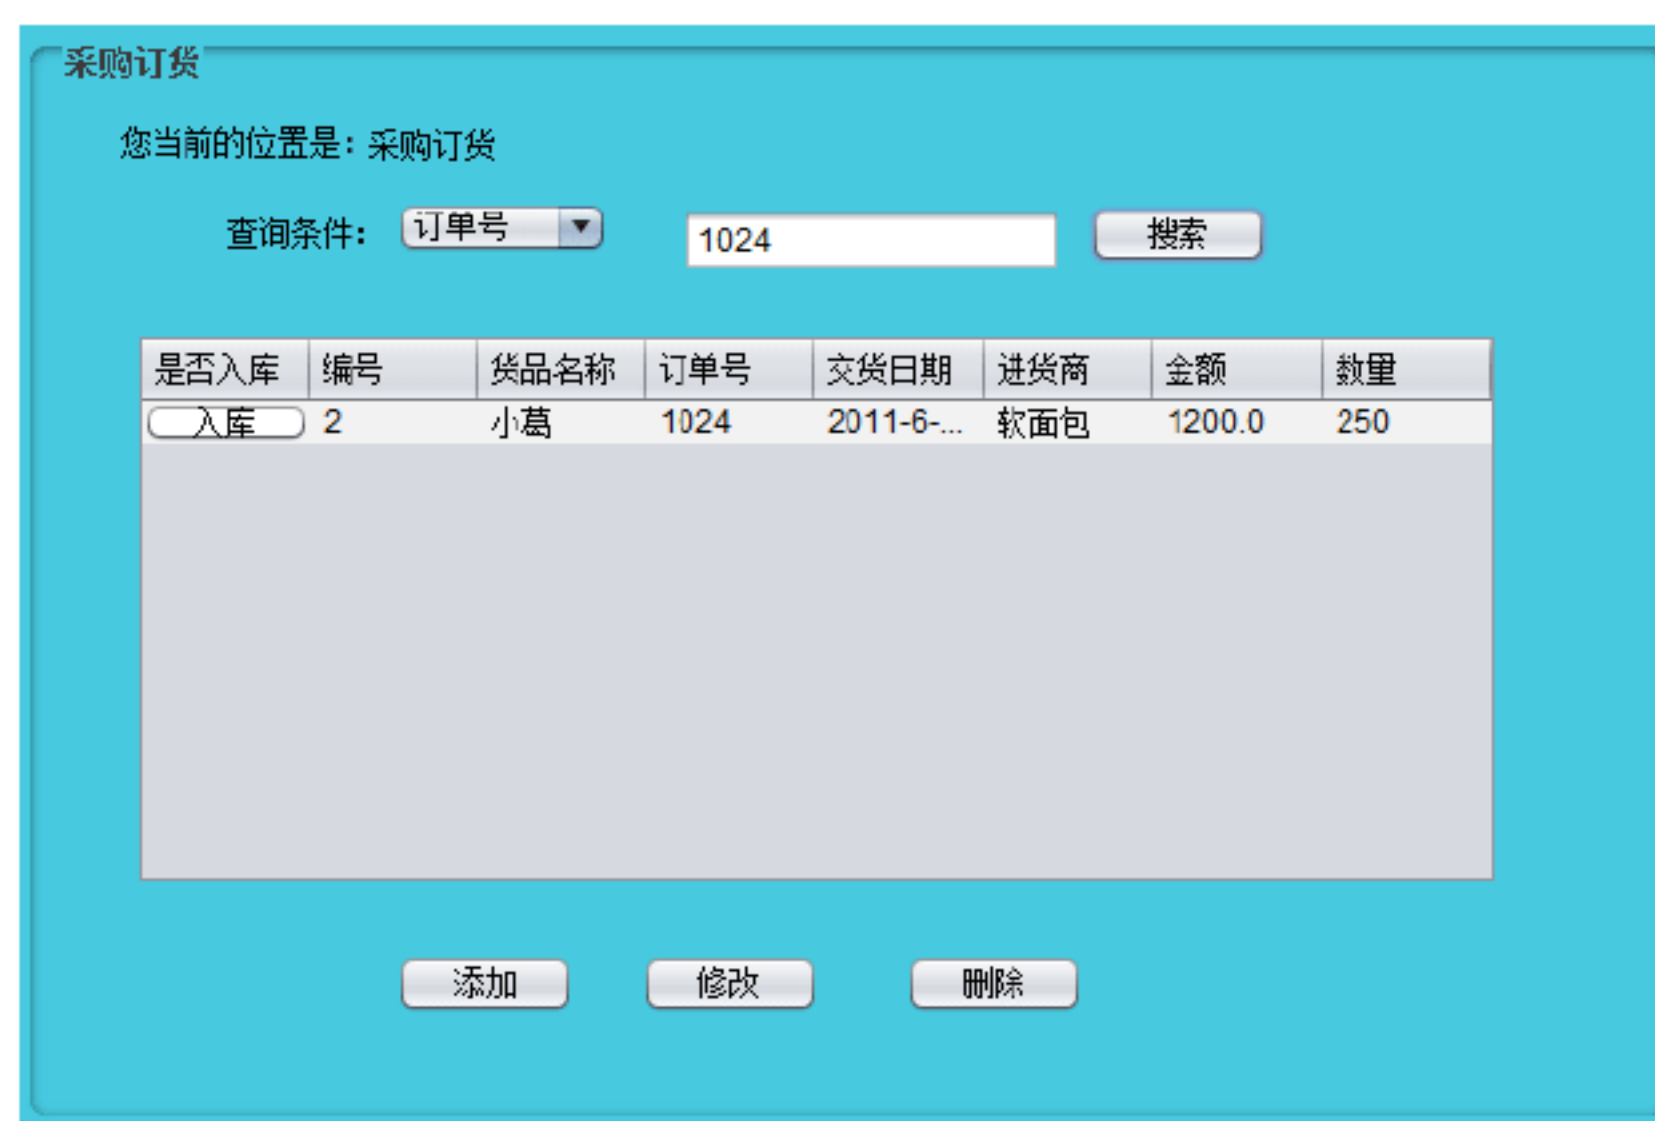 采购订货
您当前的位置是：采购订货
查询条件： 订单号 1024 搜索
是否入库 编号 货品名称 订单号 交货日期 进货商 金额 数量
入库 2 小葛 1024 2011-6-... 软面包 1200.0 250
添加 修改 删除